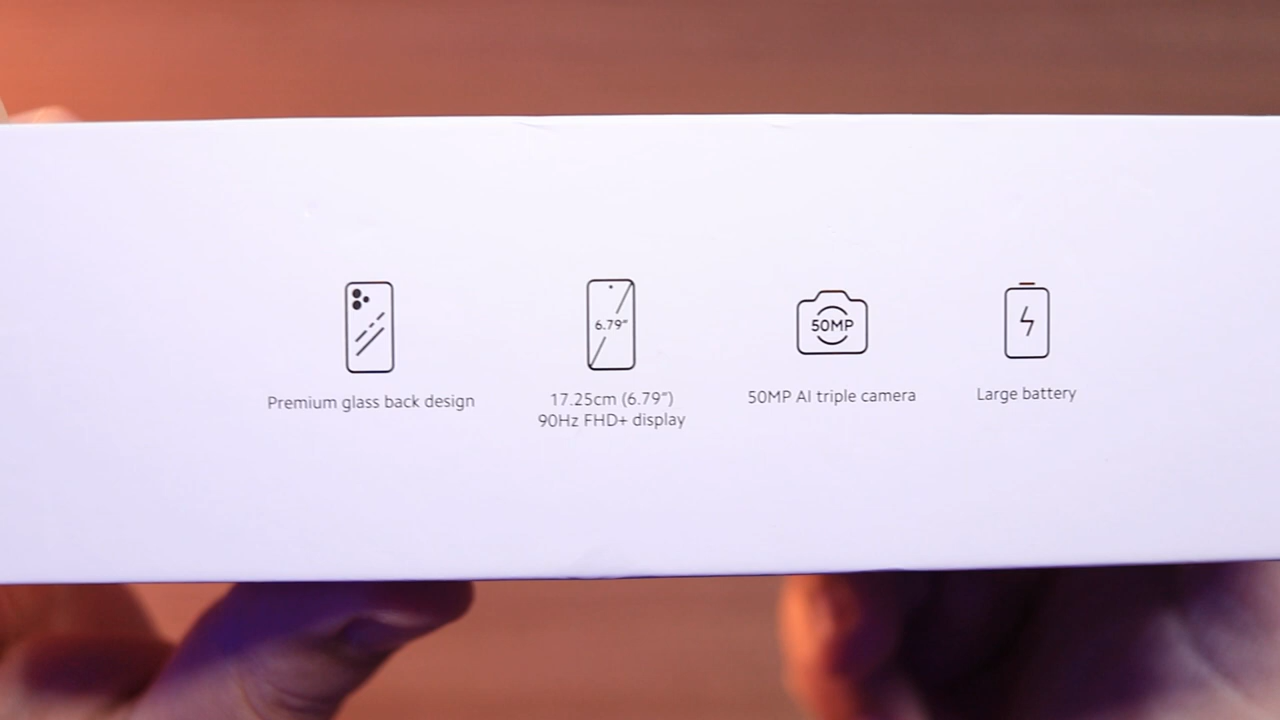 6.79"
50MP
Premium glass back design
17.25cm (6.79")
90Hz FHD+ display
50MP AI triple camera
Large battery